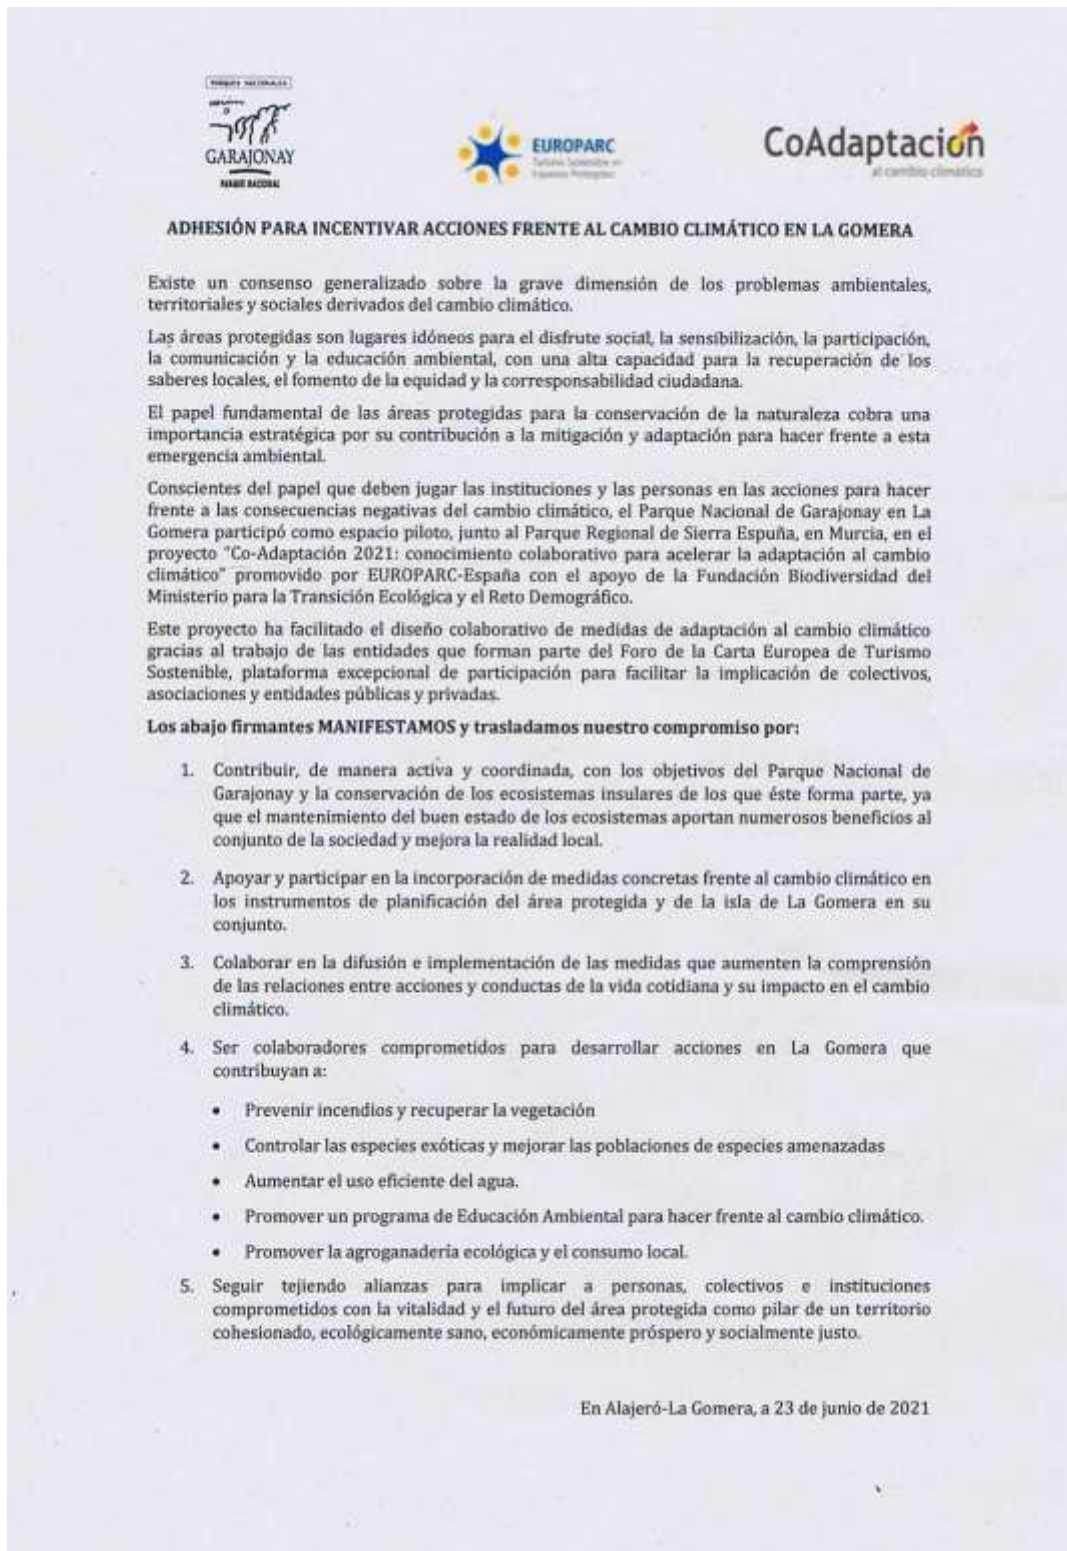 PARQUES NACIONALES
GARAJONAY
PARQUE NACIONAL
EUROPARC
Turismo Sostenible en
Espacios Protegidos
CoAdaptación
al cambio climático
ADHESIÓN PARA INCENTIVAR ACCIONES FRENTE AL CAMBIO CLIMÁTICO EN LA GOMERA
Existe un consenso generalizado sobre la grave dimensión de los problemas ambientales,
territoriales y sociales derivados del cambio climático.
Las áreas protegidas son lugares idóneos para el disfrute social, la sensibilización, la participación,
la comunicación y la educación ambiental, con una alta capacidad para la recuperación de los
saberes locales, el fomento de la equidad y la corresponsabilidad ciudadana.
El papel fundamental de las áreas protegidas para la conservación de la naturaleza cobra una
importancia estratégica por su contribución a la mitigación y adaptación para hacer frente a esta
emergencia ambiental.
Conscientes del papel que deben jugar las instituciones y las personas en las acciones para hacer
frente a las consecuencias negativas del cambio climático, el Parque Nacional de Garajonay en La
Gomera participó como espacio piloto, junto al Parque Regional de Sierra Espuña, en Murcia, en el
proyecto "Co-Adaptación 2021: conocimiento colaborativo para acelerar la adaptación al cambio
climático" promovido por EUROPARC-España con el apoyo de la Fundación Biodiversidad del
Ministerio para la Transición Ecológica y el Reto Demográfico.
Este proyecto ha facilitado el diseño colaborativo de medidas de adaptación al cambio climático
gracias al trabajo de las entidades que forman parte del Foro de la Carta Europea de Turismo
Sostenible, plataforma excepcional de participación para facilitar la implicación de colectivos,
asociaciones y entidades públicas y privadas.
Los abajo firmantes MANIFESTAMOS y trasladamos nuestro compromiso por:
1. Contribuir, de manera activa y coordinada, con los objetivos del Parque Nacional de
Garajonay y la conservación de los ecosistemas insulares de los que éste forma parte, ya
que el mantenimiento del buen estado de los ecosistemas aportan numerosos beneficios al
conjunto de la sociedad y mejora la realidad local.
2. Apoyar y participar en la incorporación de medidas concretas frente al cambio climático en
los instrumentos de planificación del área protegida y de la isla de La Gomera en su
conjunto.
3. Colaborar en la difusión e implementación de las medidas que aumenten la comprensión
de las relaciones entre acciones y conductas de la vida cotidiana y su impacto en el cambio
climático.
4. Ser colaboradores comprometidos para desarrollar acciones en La Gomera que
contribuyan a:
• Prevenir incendios y recuperar la vegetación
• Controlar las especies exóticas y mejorar las poblaciones de especies amenazadas
• Aumentar el uso eficiente del agua.
• Promover un programa de Educación Ambiental para hacer frente al cambio climático.
• Promover la agroganadería ecológica y el consumo local.
5. Seguir tejiendo alianzas para implicar a personas, colectivos e instituciones
comprometidos con la vitalidad y el futuro del área protegida como pilar de un territorio
cohesionado, ecológicamente sano, económicamente próspero y socialmente justo.
En Alajeró-La Gomera, a 23 de junio de 2021